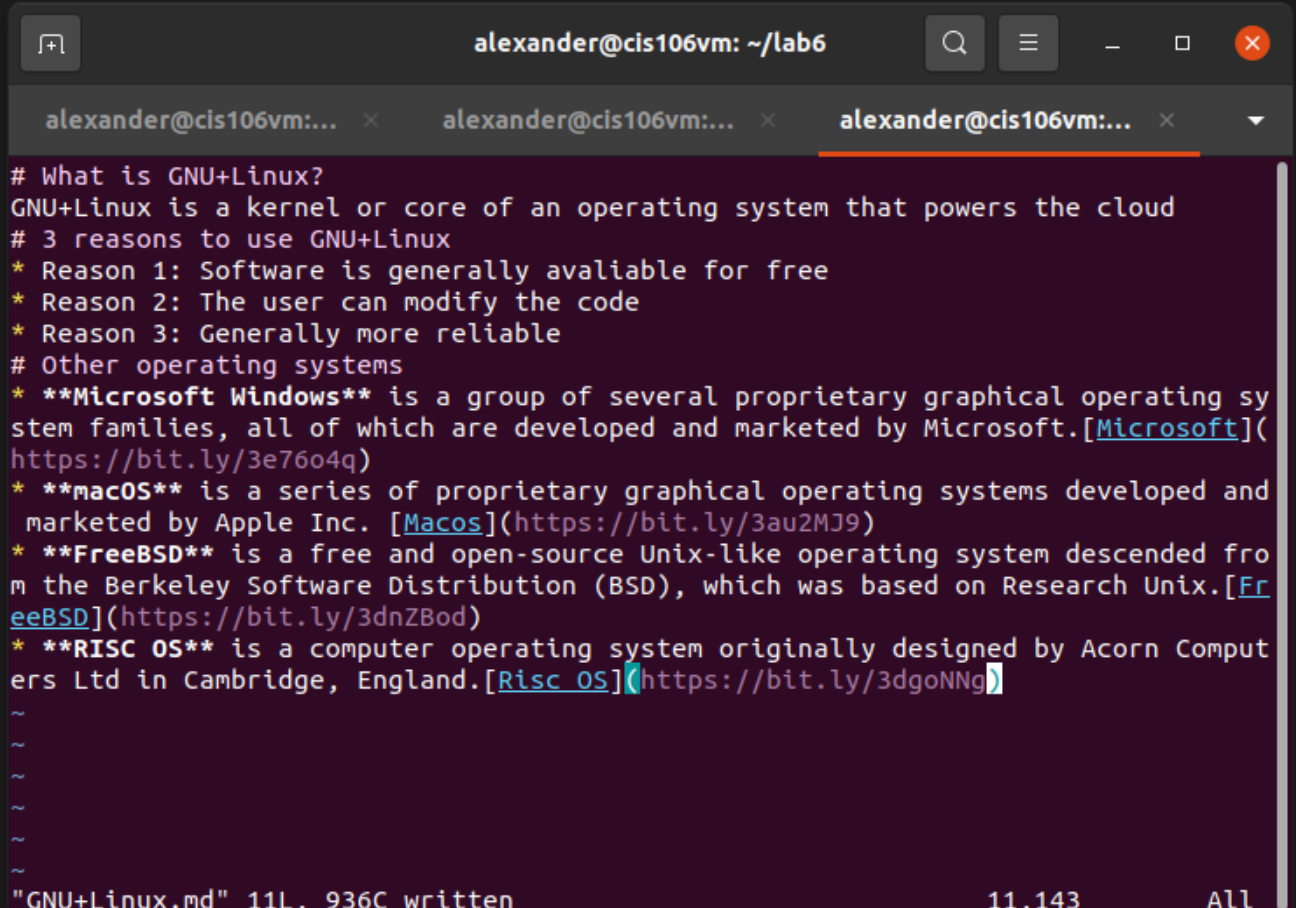 alexander@cis106vm: ~/lab6
alexander@cis106vm:... alexander@cis106vm:... alexander@cis106vm:...
# What is GNU+Linux?
GNU+Linux is a kernel or core of an operating system that powers the cloud
# 3 reasons to use GNU+Linux
* Reason 1: Software is generally avaliable for free
* Reason 2: The user can modify the code
* Reason 3: Generally more reliable
# Other operating systems
* **Microsoft Windows** is a group of several proprietary graphical operating sy
stem families, all of which are developed and marketed by Microsoft.[Microsoft](
https://bit.ly/3e76o4q)
* **macOS** is a series of proprietary graphical operating systems developed and
 marketed by Apple Inc. [Macos](https://bit.ly/3au2MJ9)
* **FreeBSD** is a free and open-source Unix-like operating system descended fro
m the Berkeley Software Distribution (BSD), which was based on Research Unix.[Fr
eeBSD](https://bit.ly/3dnZBod)
* **RISC OS** is a computer operating system originally designed by Acorn Comput
ers Ltd in Cambridge, England.[Risc OS](https://bit.ly/3dgoNNg)
~
~
~
~
~
~
"GNU+Linux.md" 11L, 936C written 11,143 All